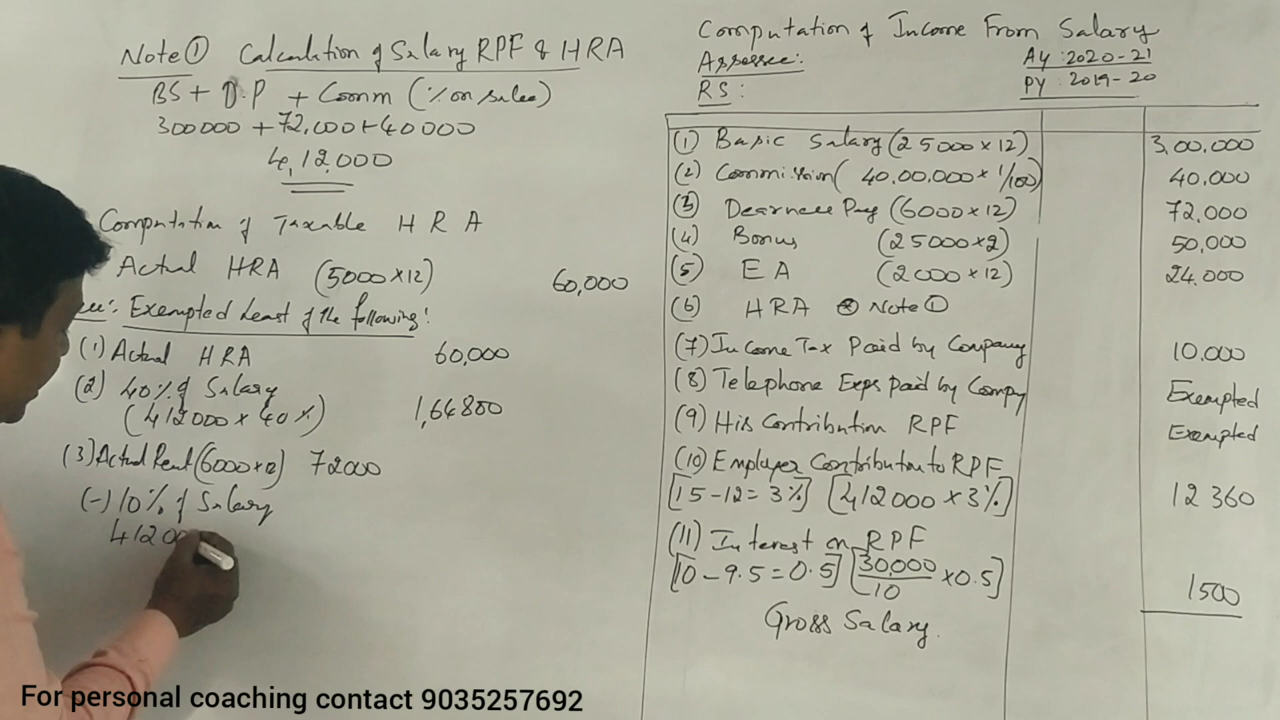 Note① Calculation of Salary RPF & HRA
BS + D.P + Comm (% on sales)
300000 + 72,000 + 40000
4,12,000
Computation of Taxable H R A
Actual HRA (5000×12) 60,000
Exempted Least of the following:
(1) Actual HRA 60,000
(2) 40% of Salary
(412000 × 40%) 1,64800
(3) Actual Rent (6000×12) 72000
(-) 10% of Salary
41200
Computation of Income From Salary
Assessee: AY:2020-21
RS: PY:2019-20
(1) Basic Salary (25000×12) 3,00,000
(2) Commission (40,00,000×1/100) 40,000
(3) Dearness Pay (6000×12) 72,000
(4) Bonus (25000×2) 50,000
(5) E A (2000×12) 24,000
(6) HRA Note①
(7) Income Tax Paid by Company 10,000
(8) Telephone Exps paid by Compy Exempted
(9) His Contribution RPF Exempted
(10) Employer Contribution to RPF
[15-12=3%] [412000×3%] 12360
(11) Interest on RPF
[10-9.5=0.5] [30,000/10 ×0.5] 1500
Gross Salary
For personal coaching contact 9035257692